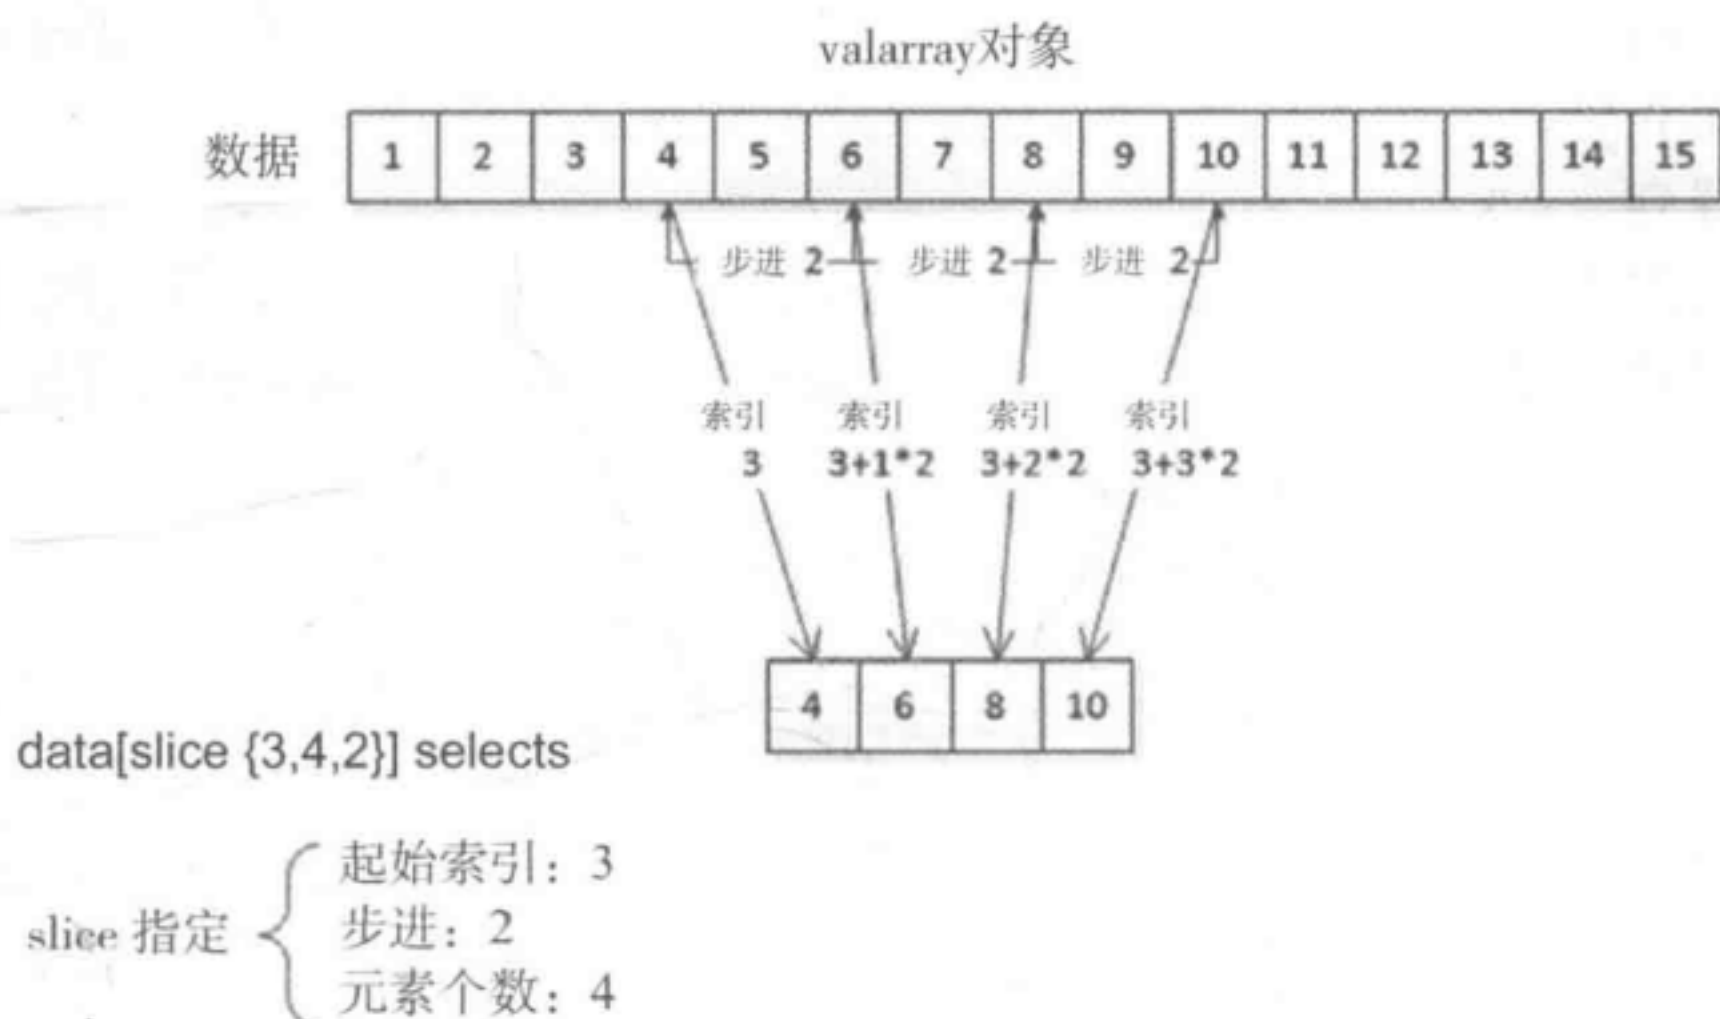 valarray对象
数据 1 2 3 4 5 6 7 8 9 10 11 12 13 14 15
步进 2 步进 2 步进 2
索引 索引 索引 索引
3 3+1*2 3+2*2 3+3*2
4 6 8 10
data[slice {3,4,2}] selects
起始索引：3
slice 指定 步进：2
元素个数：4